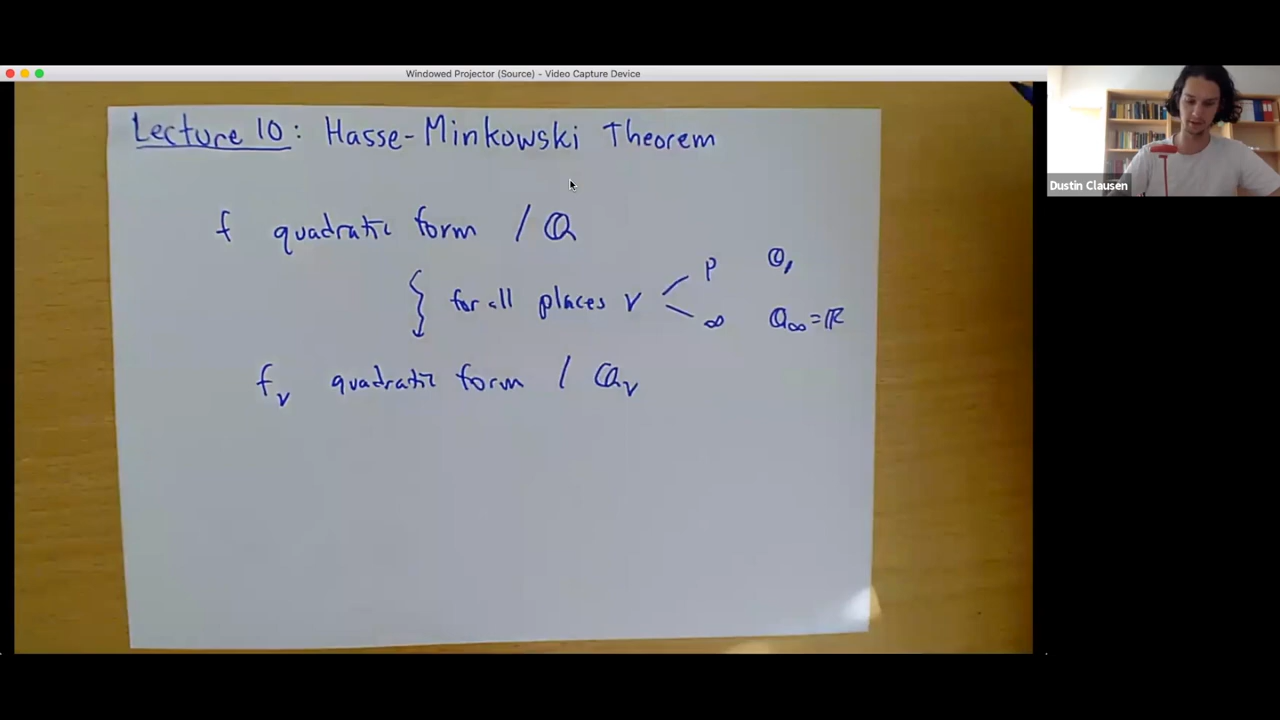 Windowed Projector (Source) - Video Capture Device
Lecture 10: Hasse-Minkowski Theorem
f quadratic form / ℚ
for all places v < p ℚp
∞ ℚ∞ = ℝ
fv quadratic form / ℚv
Dustin Clausen